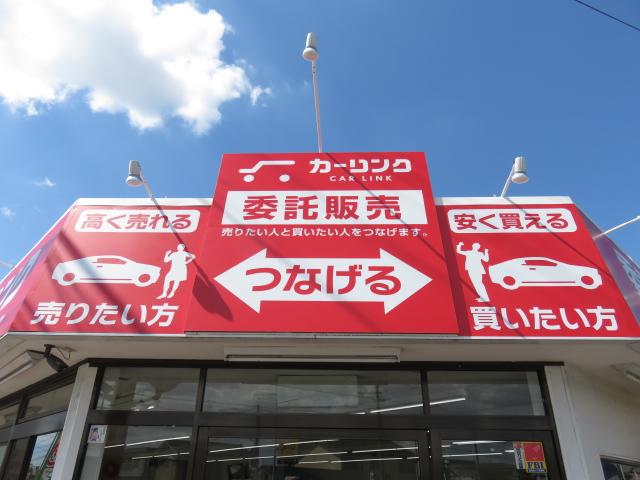 カーリンク
CAR LINK
委託販売
売りたい人と買いたい人をつなげます。
つなげる
高く売れる
売りたい方
安く買える
買いたい方